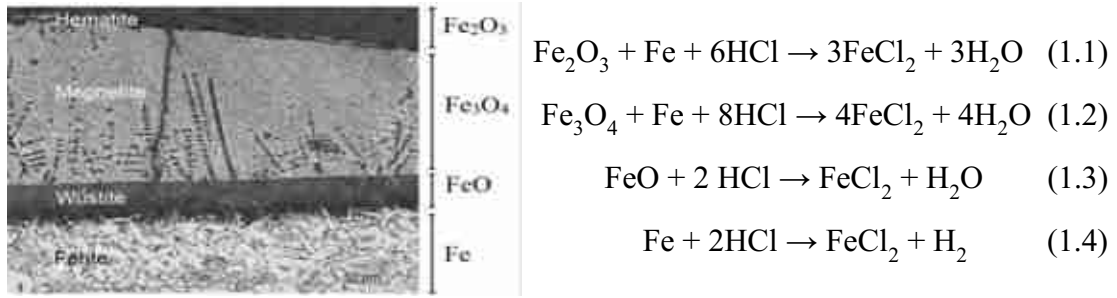 Hematite
Magnetite
Wustite
Ferrite
Fe₂O₃
Fe₃O₄
FeO
Fe
Fe₂O₃ + Fe + 6HCl → 3FeCl₂ + 3H₂O (1.1)
Fe₃O₄ + Fe + 8HCl → 4FeCl₂ + 4H₂O (1.2)
FeO + 2 HCl → FeCl₂ + H₂O (1.3)
Fe + 2HCl → FeCl₂ + H₂ (1.4)